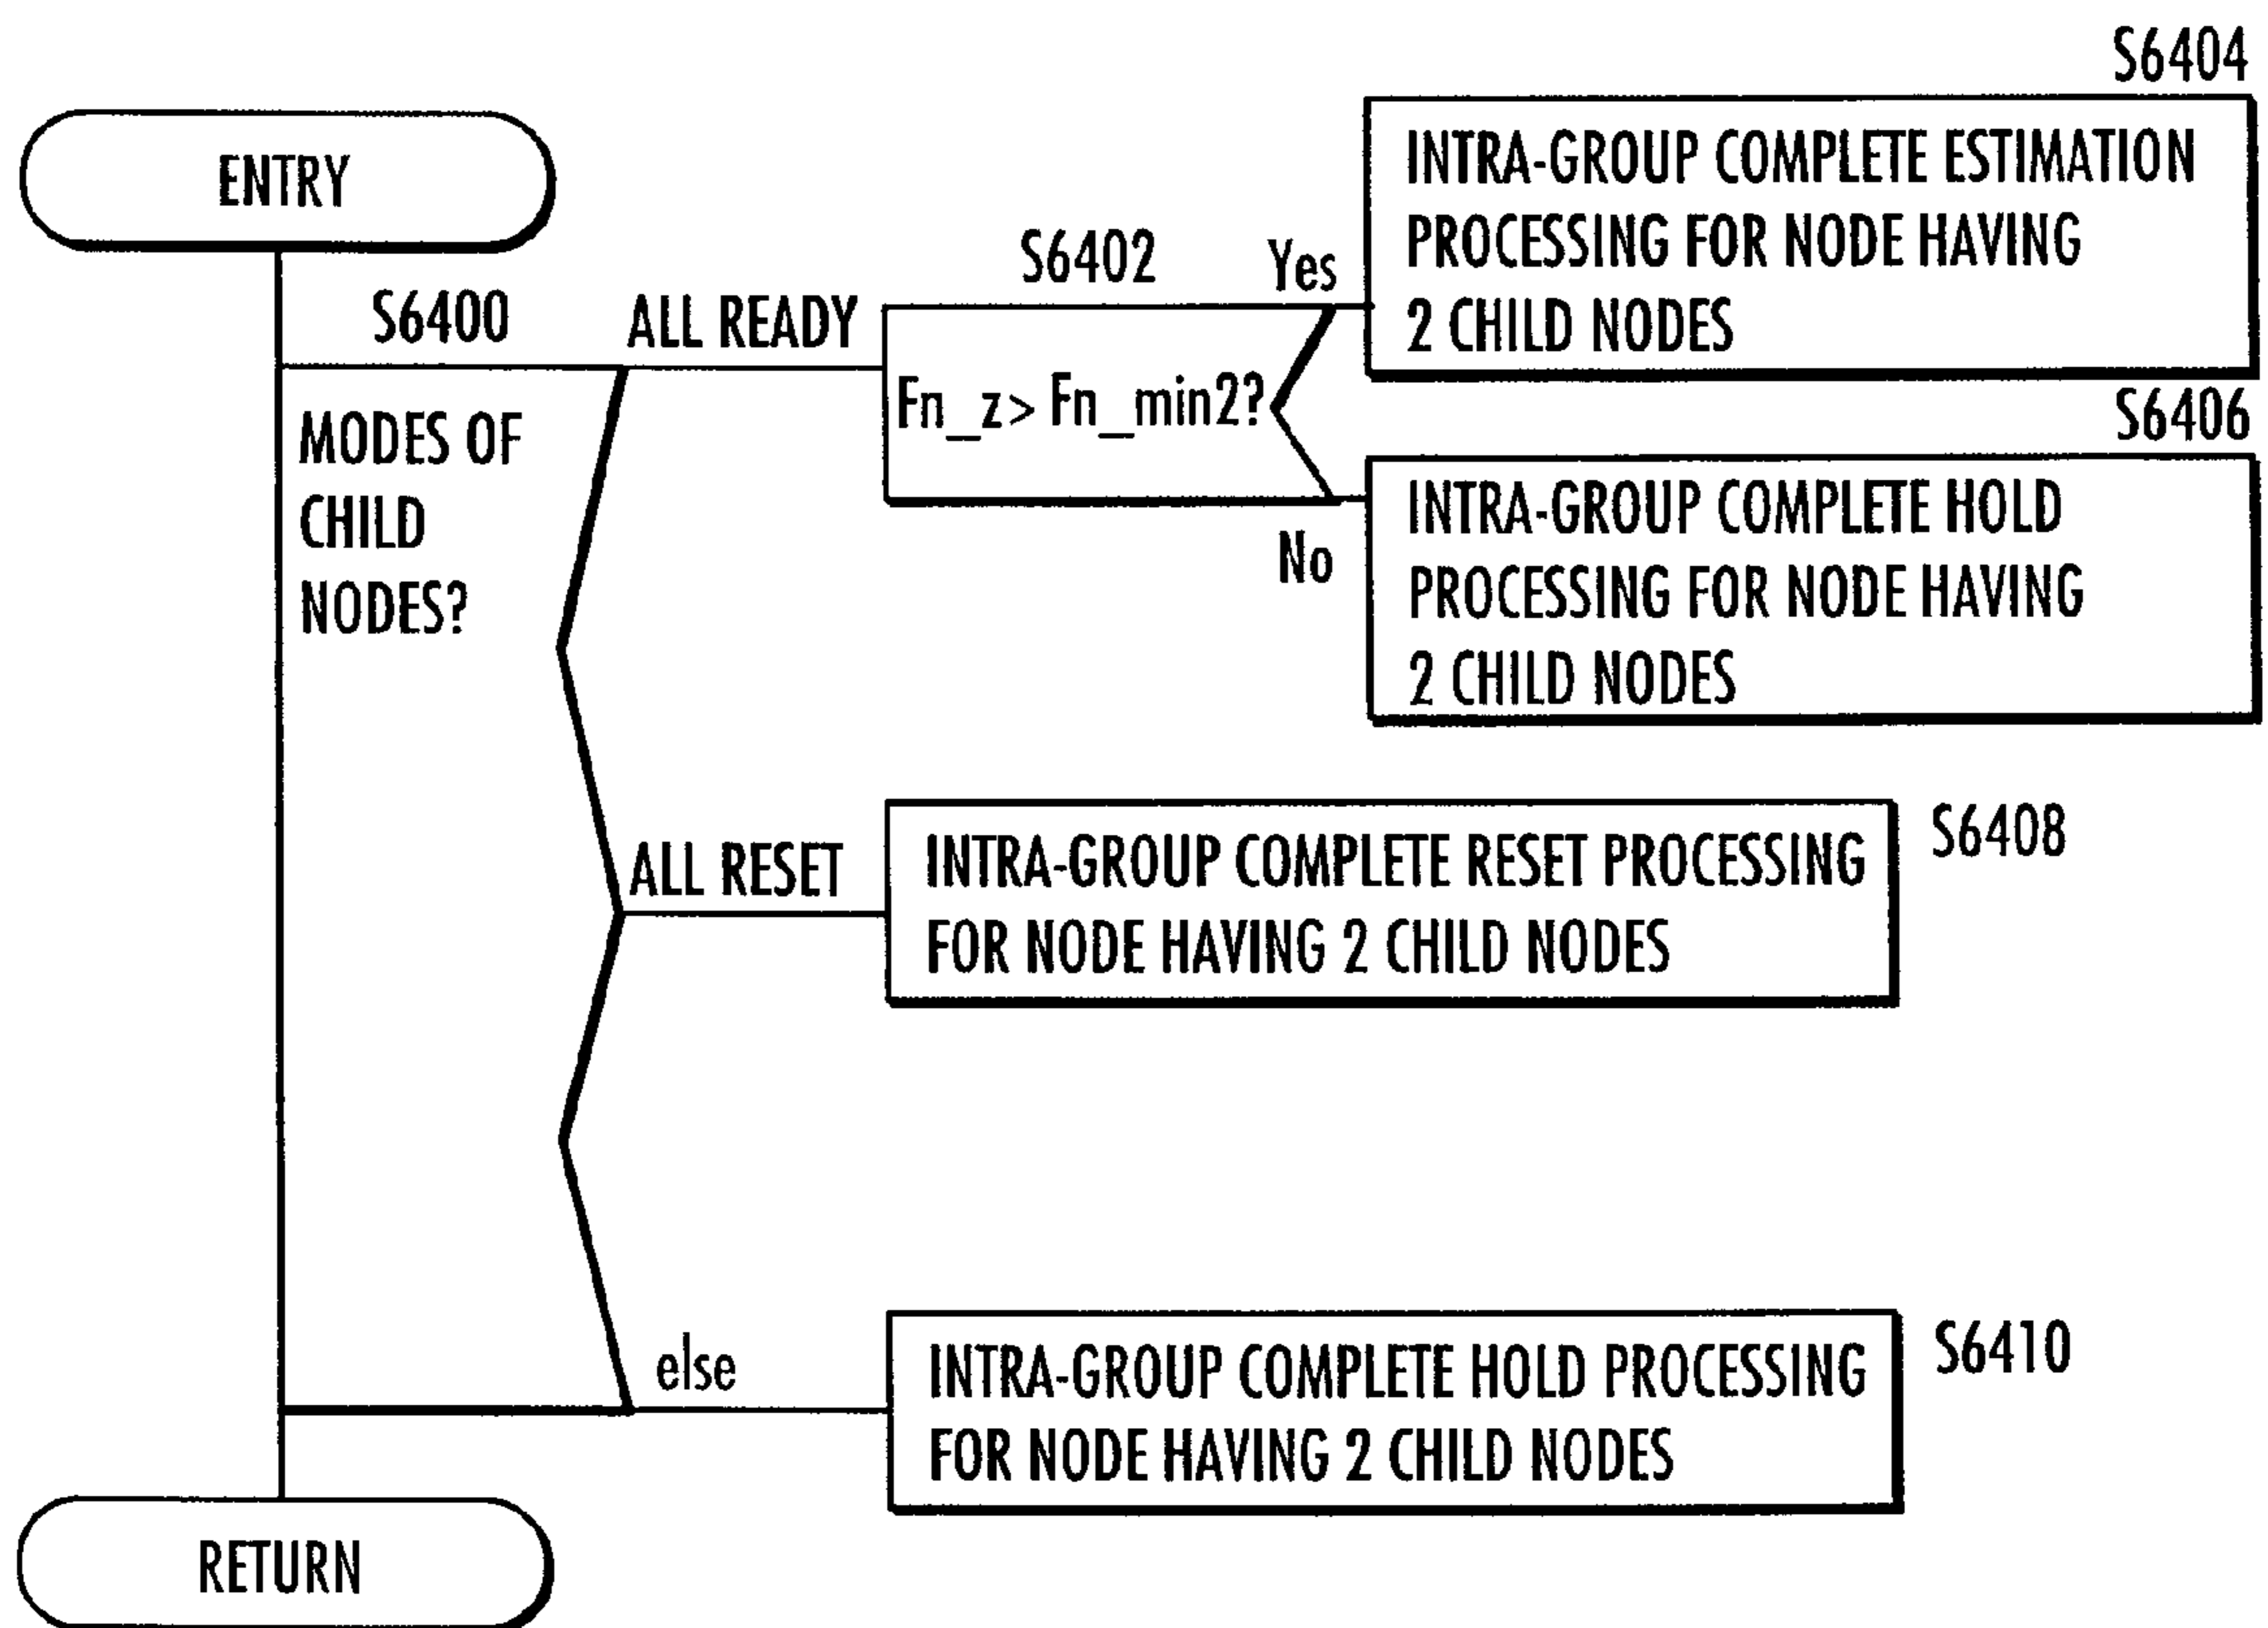 ENTRY
S6400
MODES OF
CHILD
NODES?
ALL READY
S6402
Fn_z > Fn_min2?
Yes
S6404
INTRA-GROUP COMPLETE ESTIMATION
PROCESSING FOR NODE HAVING
2 CHILD NODES
No
S6406
INTRA-GROUP COMPLETE HOLD
PROCESSING FOR NODE HAVING
2 CHILD NODES
ALL RESET
INTRA-GROUP COMPLETE RESET PROCESSING
FOR NODE HAVING 2 CHILD NODES
S6408
else
INTRA-GROUP COMPLETE HOLD PROCESSING
FOR NODE HAVING 2 CHILD NODES
S6410
RETURN